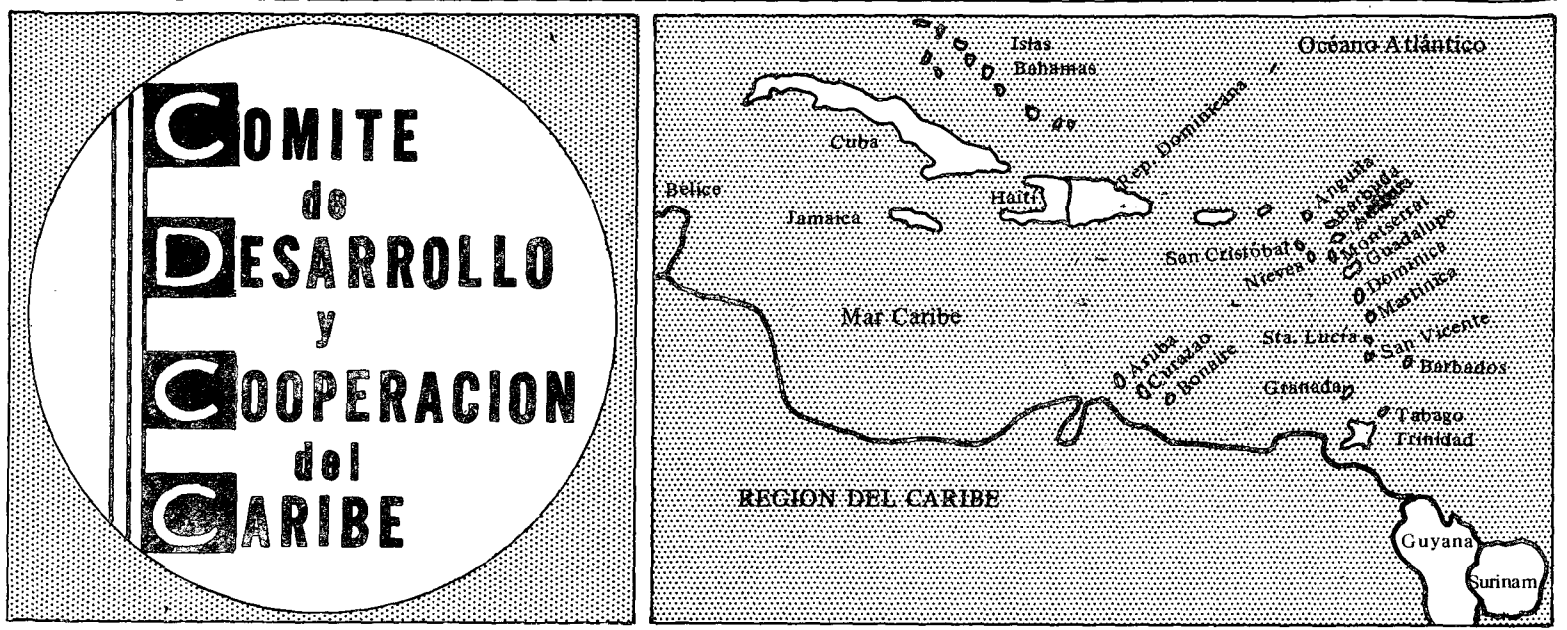 COMITE
de
DESARROLLO
y
COOPERACION
del
CARIBE
Islas
Bahamas
Océano Atlántico
Rep. Dominicana
Cuba
Belice
Haití
Jamaica
Anguila
Barbuda
San Cristóbal
Montserrat
Nieves
Guadalupe
Dominica
Martinica
Mar Caribe
Sta. Lucía
San Vicente
Aruba
Curazao
Bonaire
Barbados
Granada
Tabago
Trinidad
REGION DEL CARIBE
Guyana
Surinam